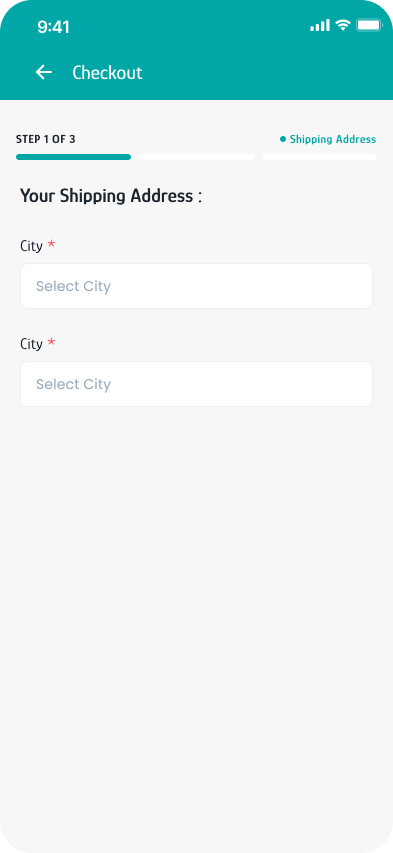 9:41
Checkout
STEP 1 OF 3
Shipping Address
Your Shipping Address :
City *
Select City
City *
Select City